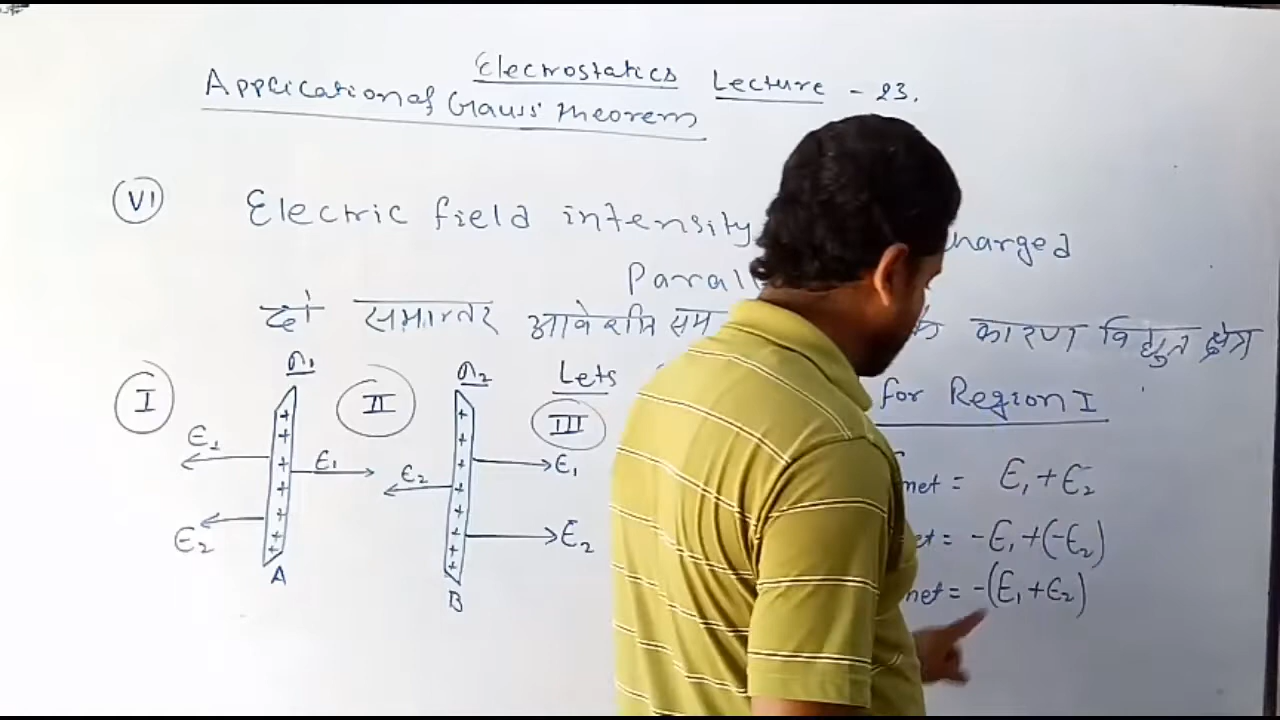 Electrostatics Lecture - 23.
Application of Gauss' Theorem
VI Electric field intensity charged
Parall
दो समान्तर आवेशित सम के कारण विद्युत क्षेत्र
I σ1 II σ2 Lets for Region I
III
E1 E1 E2 E1
net = E1 + E2
E2 E2
net = -E1 + (-E2)
net = -(E1 + E2)
A B